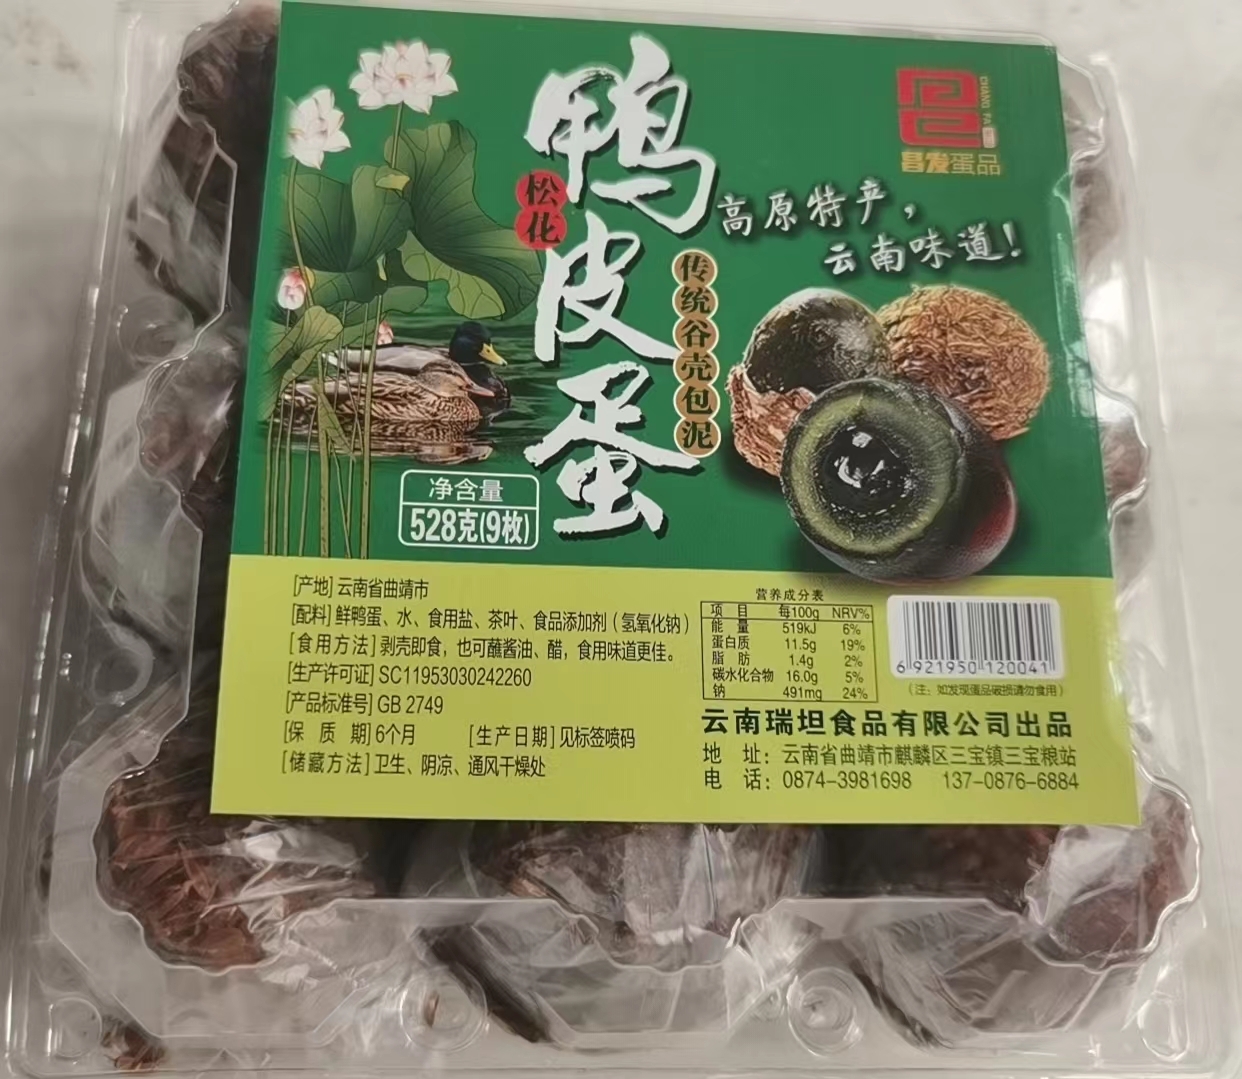 鸭皮蛋
松化
传统谷壳包泥
CHANG FA
昌发蛋品
高原特产，
云南味道！
净含量
528克(9枚)
[产地] 云南省曲靖市
[配料] 鲜鸭蛋、水、食用盐、茶叶、食品添加剂（氢氧化钠）
[食用方法] 剥壳即食，也可蘸酱油、醋，食用味道更佳。
[生产许可证] SC11953030242260
[产品标准号] GB 2749
[保 质 期] 6个月 [生产日期] 见标签喷码
[储藏方法] 卫生、阴凉、通风干燥处
营养成分表
项 目 每100g NRV%
能 量 519kJ 6%
蛋白质 11.5g 19%
脂 肪 1.4g 2%
碳水化合物 16.0g 5%
钠 491mg 24%
6 921950 120041
（注：如发现蛋品破损请勿食用）
云南瑞坦食品有限公司出品
地 址：云南省曲靖市麒麟区三宝镇三宝粮站
电 话：0874-3981698 137-0876-6884